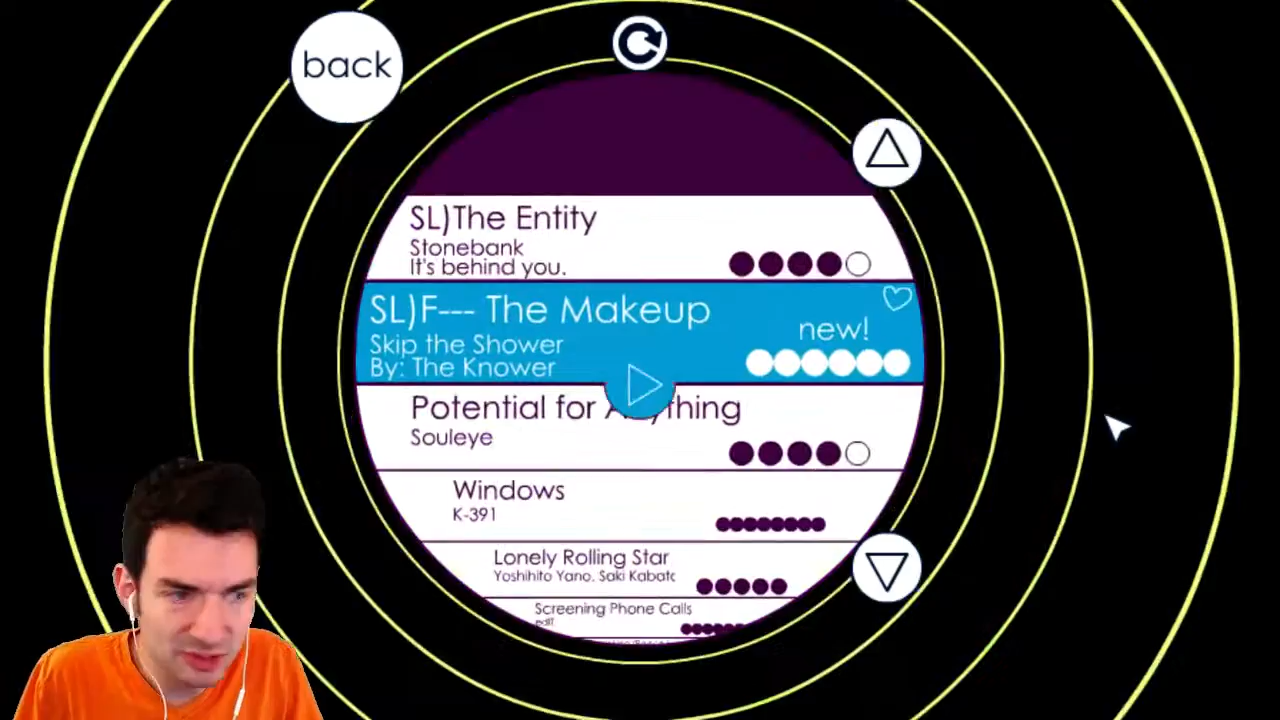 back
SL)The Entity
Stonebank
It's behind you.
SL)F--- The Makeup
new!
Skip the Shower
By: The Knower
Potential for
Souleye
Windows
K-391
Lonely Rolling Star
Yoshihito Yano, Saki Kabata
Screening Phone Calls
edIT